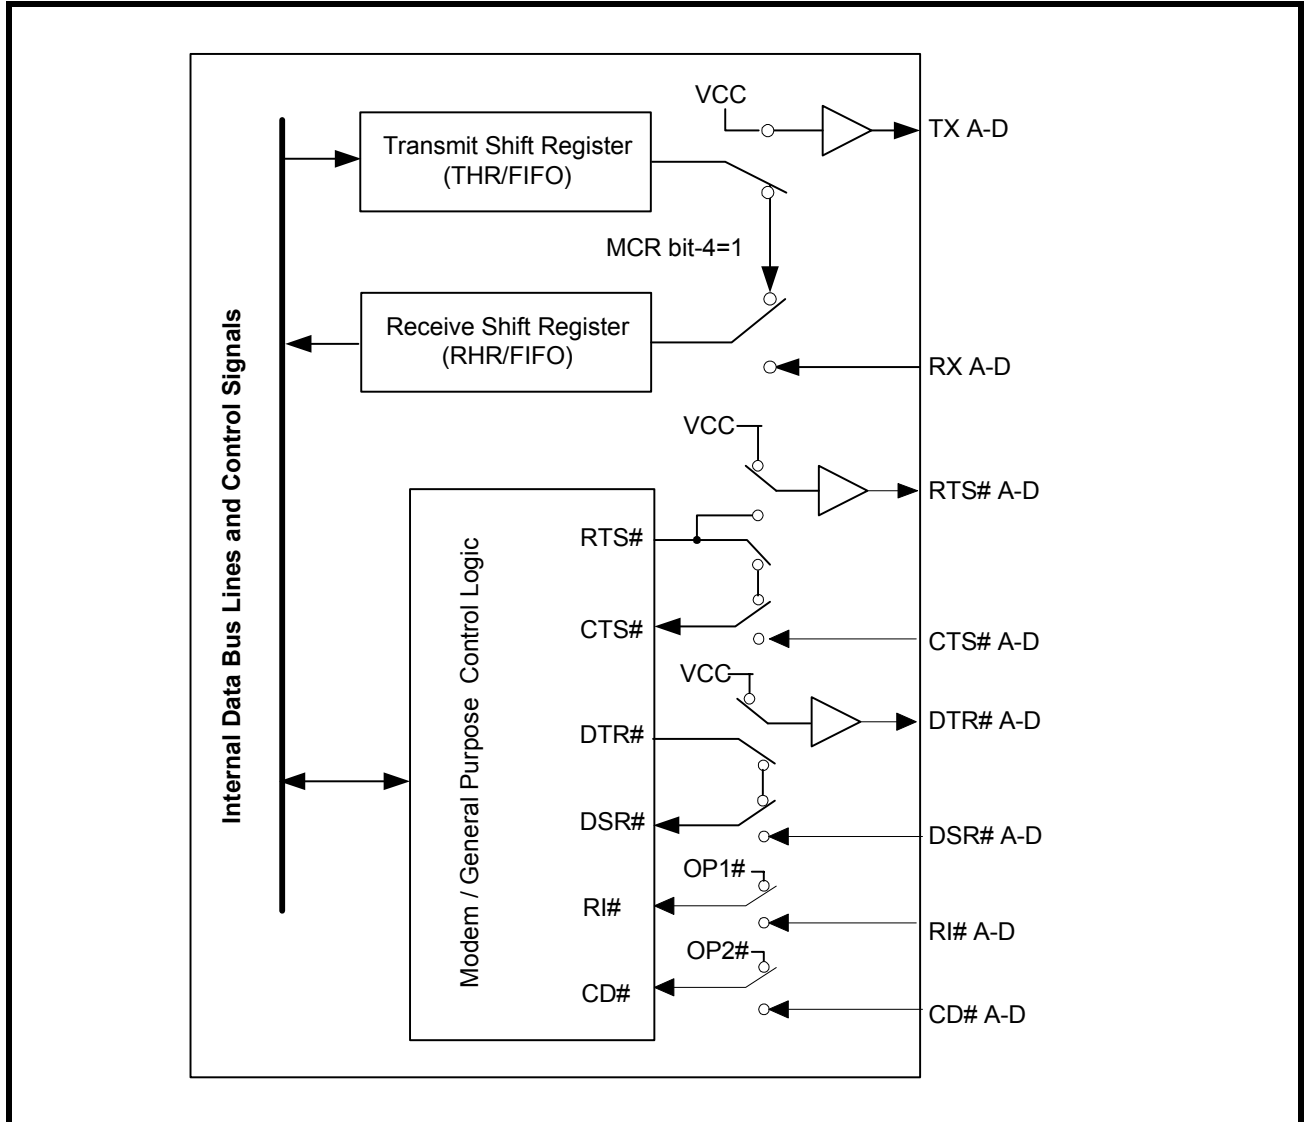 VCC
TX A-D
Transmit Shift Register
(THR/FIFO)
MCR bit-4=1
Receive Shift Register
(RHR/FIFO)
RX A-D
Internal Data Bus Lines and Control Signals
VCC
RTS# A-D
Modem / General Purpose Control Logic
RTS#
CTS#
CTS# A-D
VCC
DTR#
DTR# A-D
DSR#
DSR# A-D
OP1#
RI#
RI# A-D
OP2#
CD#
CD# A-D